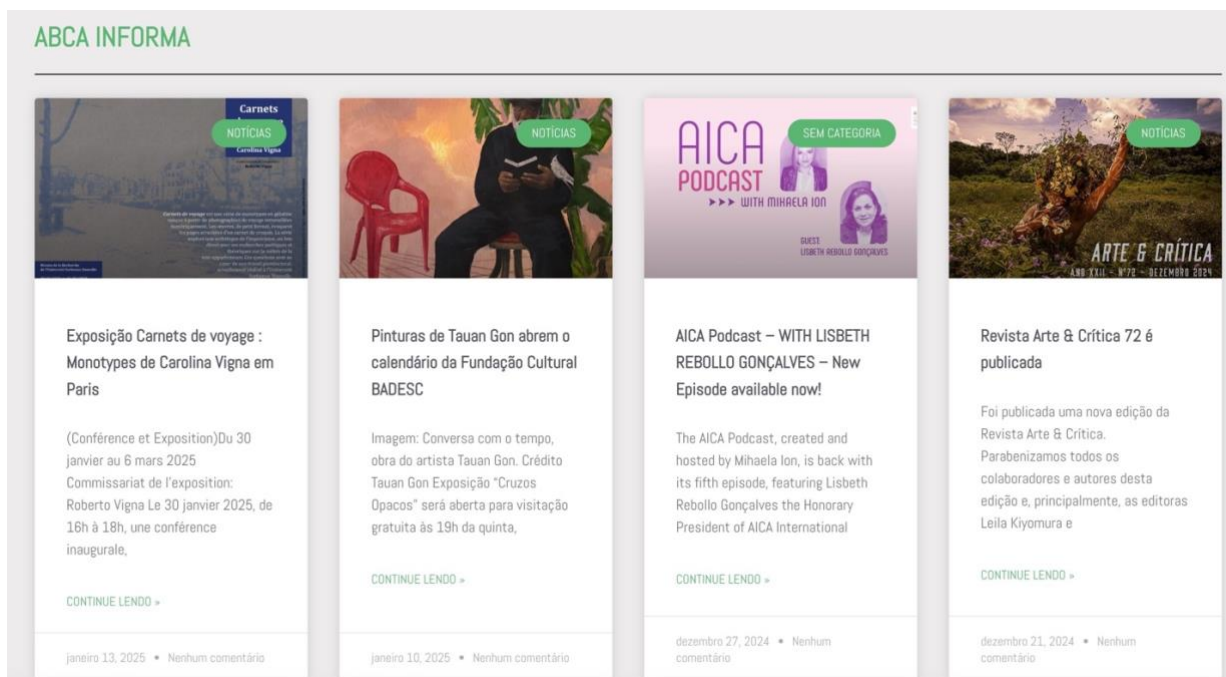 ABCA INFORMA
Carnets
NOTÍCIAS
Carolina Vigna
Carnets de voyage
NOTÍCIAS
AICA
PODCAST
>>> WITH MIHAELA ION
SEM CATEGORIA
GUEST:
LISBETH REBOLLO GONÇALVES
NOTÍCIAS
ARTE & CRÍTICA
ANO XXII - Nº72 - DEZEMBRO 2024
Exposição Carnets de voyage :
Monotypes de Carolina Vigna em
Paris
(Conférence et Exposition)Du 30
janvier au 6 mars 2025
Commissariat de l'exposition:
Roberto Vigna Le 30 janvier 2025, de
16h à 18h, une conférence
inaugurale,
CONTINUE LENDO »
janeiro 13, 2025 • Nenhum comentário
Pinturas de Tauan Gon abrem o
calendário da Fundação Cultural
BADESC
Imagem: Conversa com o tempo,
obra do artista Tauan Gon. Crédito
Tauan Gon Exposição “Cruzos
Opacos” será aberta para visitação
gratuita às 19h da quinta,
CONTINUE LENDO »
janeiro 10, 2025 • Nenhum comentário
AICA Podcast – WITH LISBETH
REBOLLO GONÇALVES – New
Episode available now!
The AICA Podcast, created and
hosted by Mihaela Ion, is back with
its fifth episode, featuring Lisbeth
Rebollo Gonçalves the Honorary
President of AICA International
CONTINUE LENDO »
dezembro 27, 2024 • Nenhum
comentário
Revista Arte & Crítica 72 é
publicada
Foi publicada uma nova edição da
Revista Arte & Crítica.
Parabenizamos todos os
colaboradores e autores desta
edição e, principalmente, as editoras
Leila Kiyomura e
CONTINUE LENDO »
dezembro 21, 2024 • Nenhum
comentário